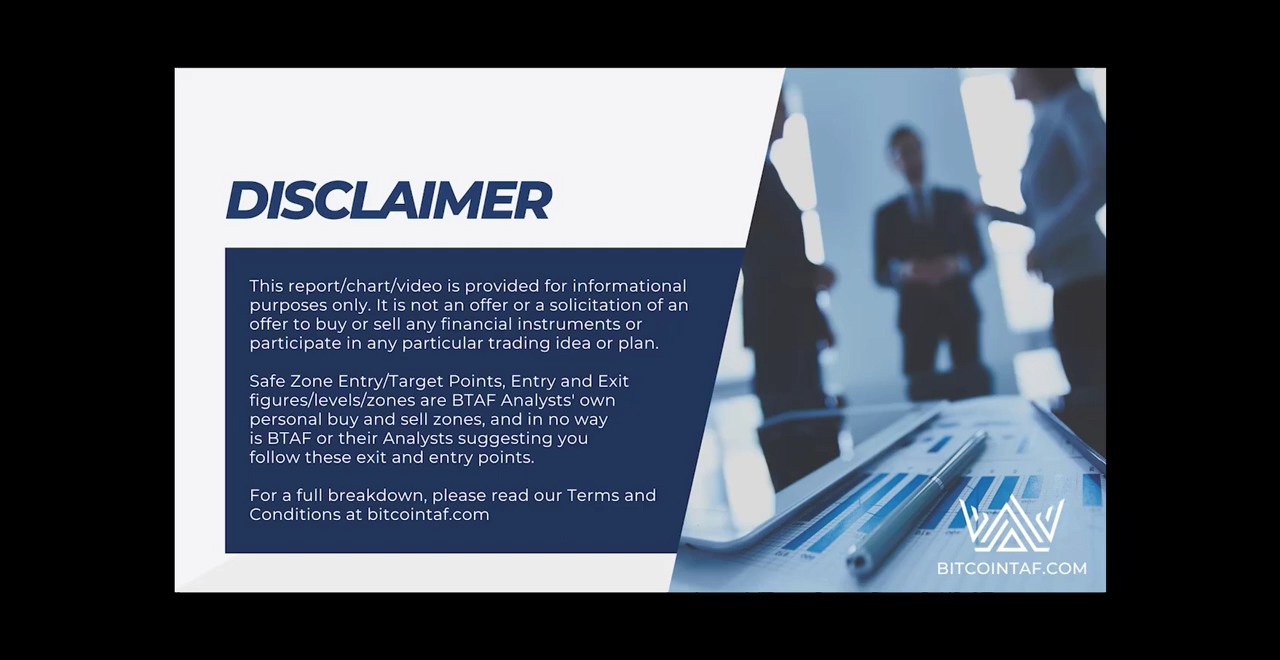 DISCLAIMER
This report/chart/video is provided for informational
purposes only. It is not an offer or a solicitation of an
offer to buy or sell any financial instruments or
participate in any particular trading idea or plan.
Safe Zone Entry/Target Points, Entry and Exit
figures/levels/zones are BTAF Analysts' own
personal buy and sell zones, and in no way
is BTAF or their Analysts suggesting you
follow these exit and entry points.
For a full breakdown, please read our Terms and
Conditions at bitcointaf.com
BITCOINTAF.COM